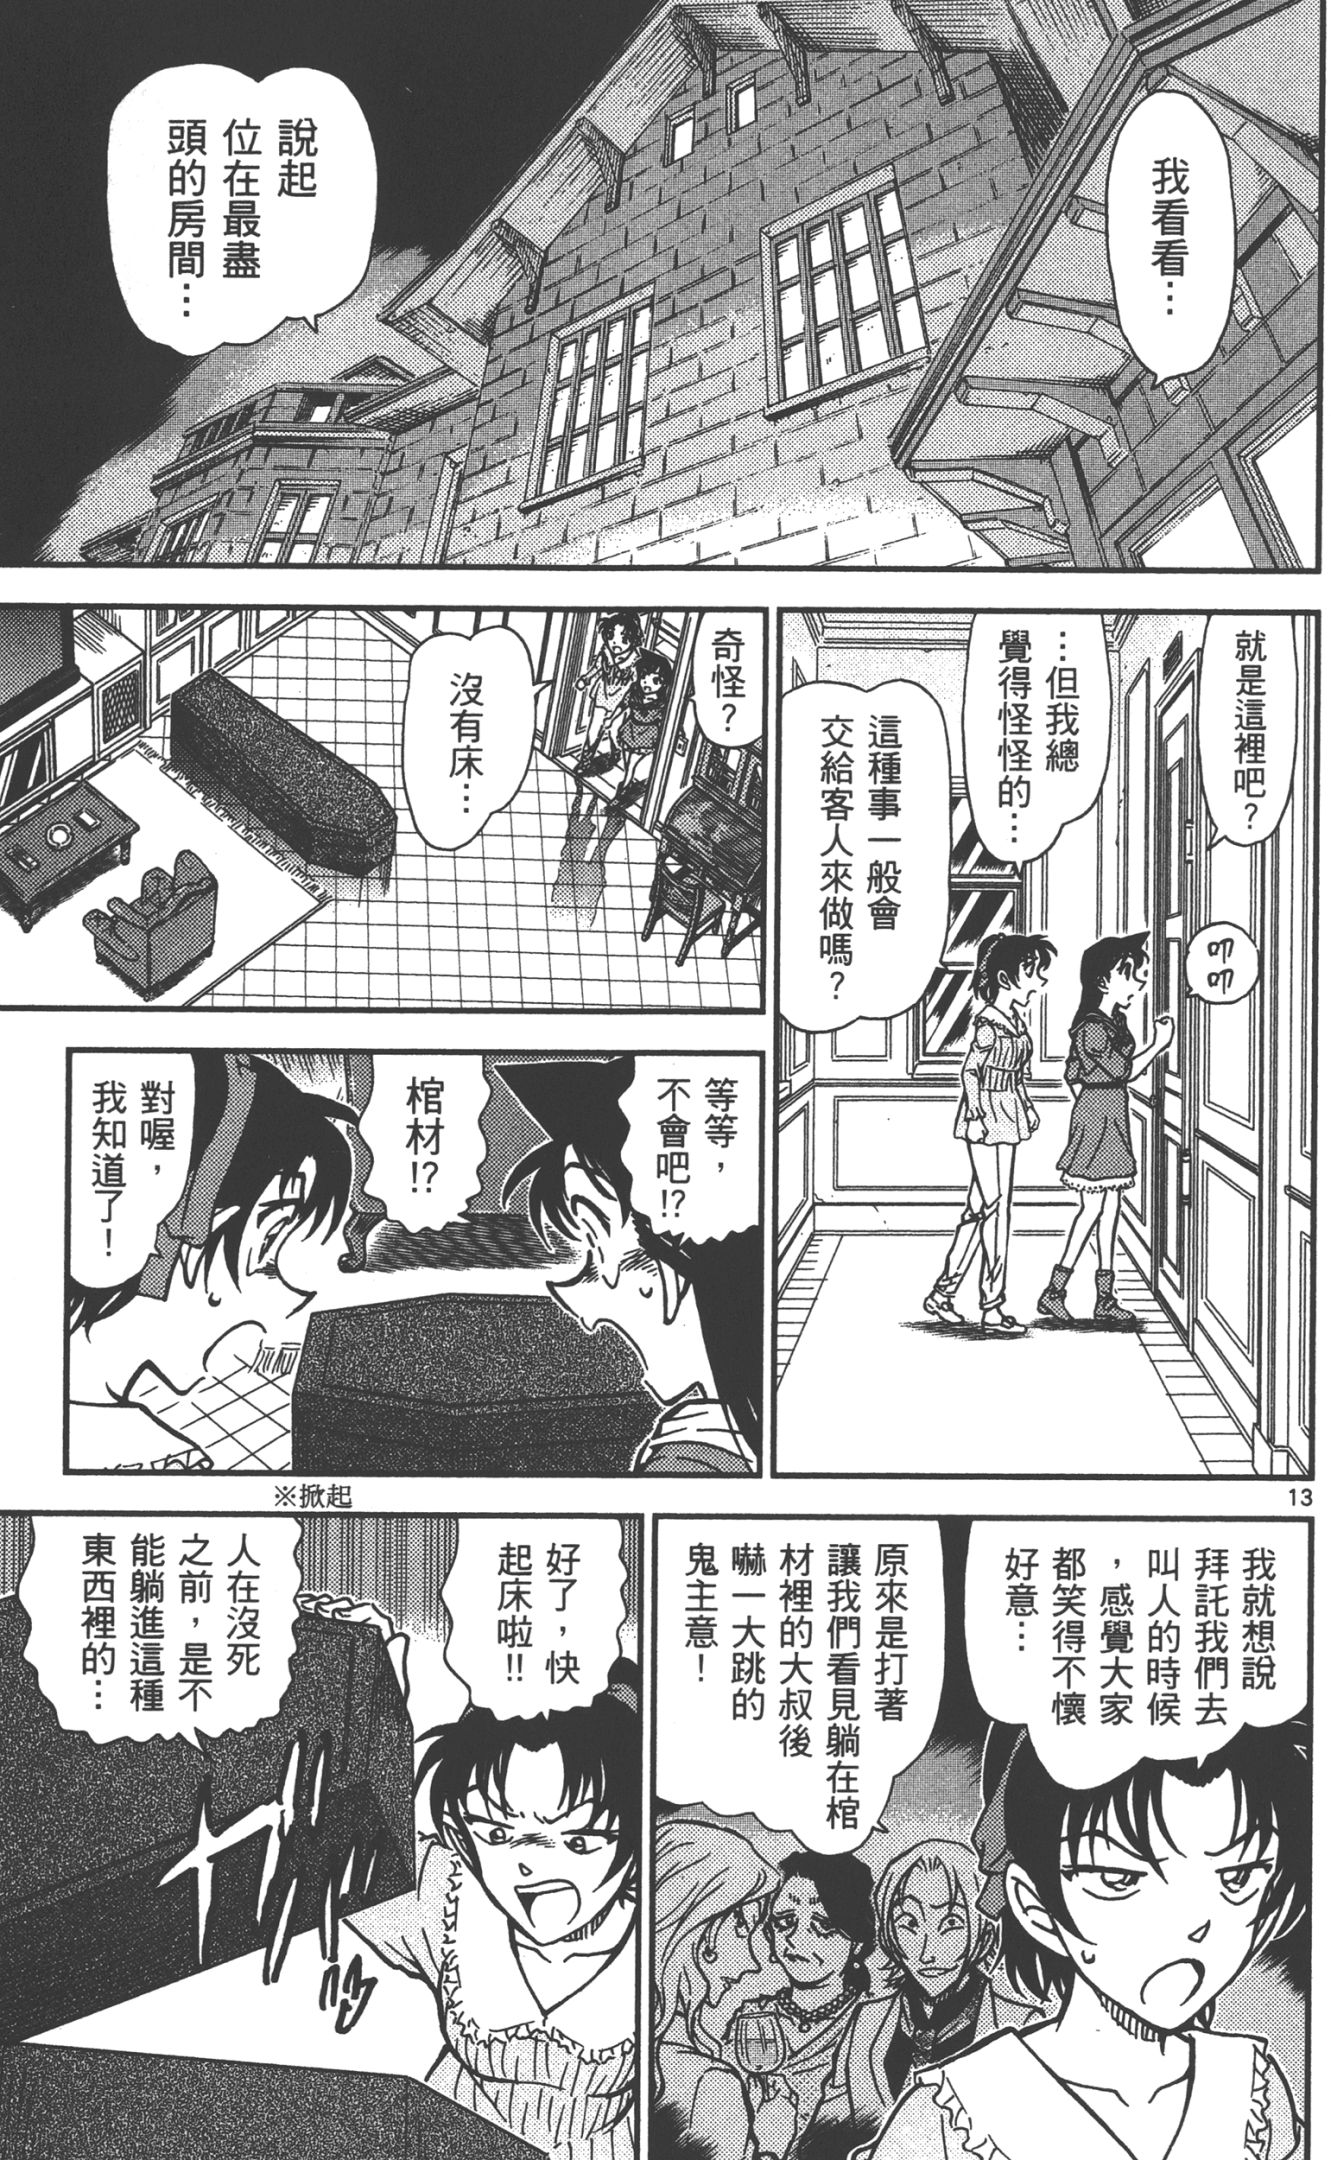 我看看…
說起
位在最盡
頭的房間…
就是這裡吧?
叩
叩
…但我總
覺得怪怪的…
這種事一般會
交給客人來做嗎?
奇怪?
沒有床…
等等,
不會吧!?
棺材!?
對喔,
我知道了!
13
我就想說
拜託我們去
叫人的時候
,感覺大家
都笑得不懷
好意…
原來是打著
讓我們看見躺在棺
材裡的大叔後
嚇一大跳的
鬼主意!
※掀起
好了,快
起床啦!!
人在沒死
之前,是不
能躺進這種
東西裡的…